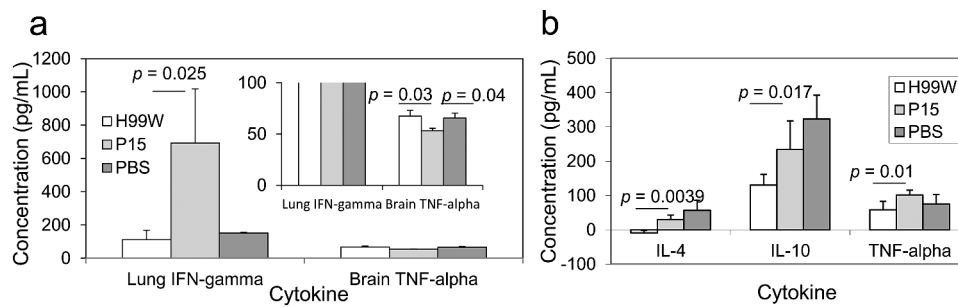 a
Concentration (pg/mL)
1200
1000
800
600
400
200
0
p = 0.025
H99W
P15
PBS
100
50
0
p = 0.03
p = 0.04
Lung IFN-gamma Brain TNF-alpha
Lung IFN-gamma
Brain TNF-alpha
Cytokine
b
Concentration (pg/mL)
500
400
300
200
100
0
-100
p = 0.0039
p = 0.017
p = 0.01
H99W
P15
PBS
IL-4
IL-10
TNF-alpha
Cytokine